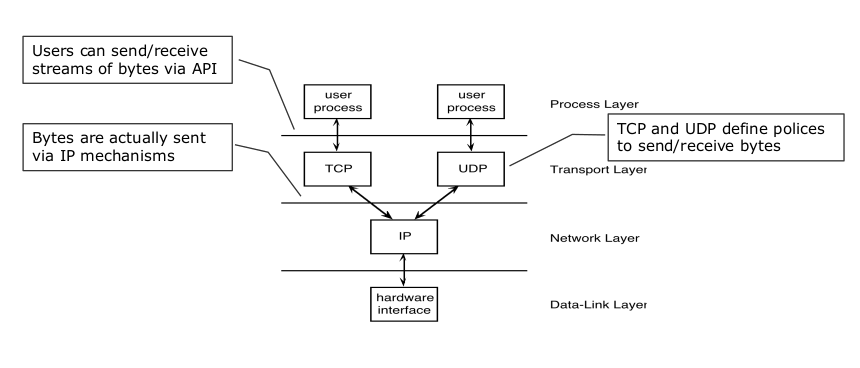 Users can send/receive
streams of bytes via API
user
process
user
process
Process Layer
Bytes are actually sent
via IP mechanisms
TCP and UDP define polices
to send/receive bytes
TCP
UDP
Transport Layer
IP
Network Layer
hardware
interface
Data-Link Layer